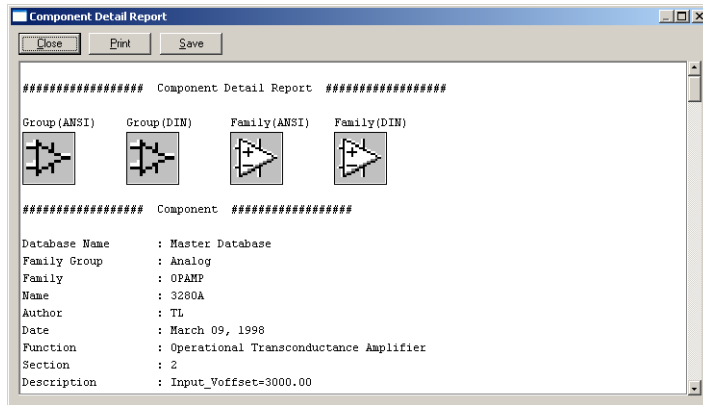 Component Detail Report
Close Print Save
################## Component Detail Report ##################
Group(ANSI) Group(DIN) Family(ANSI) Family(DIN)
################## Component ##################
Database Name : Master Database
Family Group : Analog
Family : OPAMP
Name : 3280A
Author : TL
Date : March 09, 1998
Function : Operational Transconductance Amplifier
Section : 2
Description : Input_Voffset=3000.00